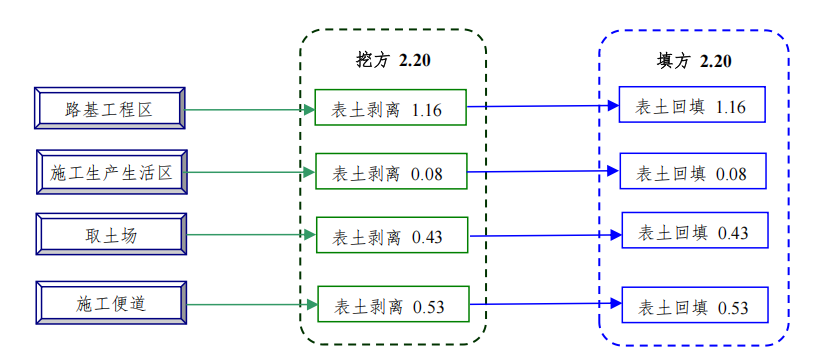 挖方 2.20
填方 2.20
路基工程区
表土剥离 1.16
表土回填 1.16
施工生产生活区
表土剥离 0.08
表土回填 0.08
取土场
表土剥离 0.43
表土回填 0.43
施工便道
表土剥离 0.53
表土回填 0.53